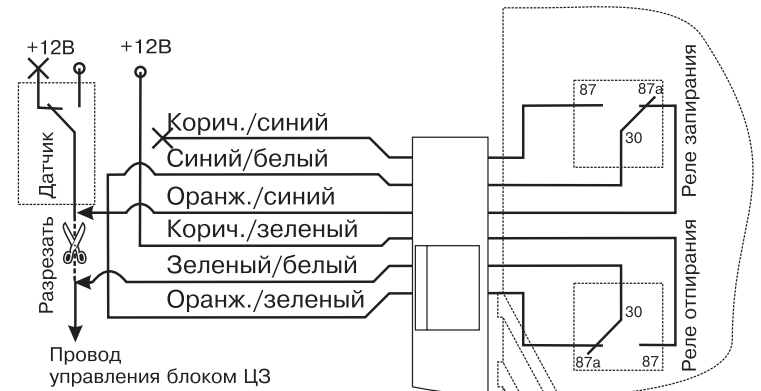 +12В
+12В
Датчик
Разрезать
Корич./синий
Синий/белый
Оранж./синий
Корич./зеленый
Зеленый/белый
Оранж./зеленый
Провод
управления блоком ЦЗ
87
87a
30
Реле запирания
30
87a
87
Реле отпирания